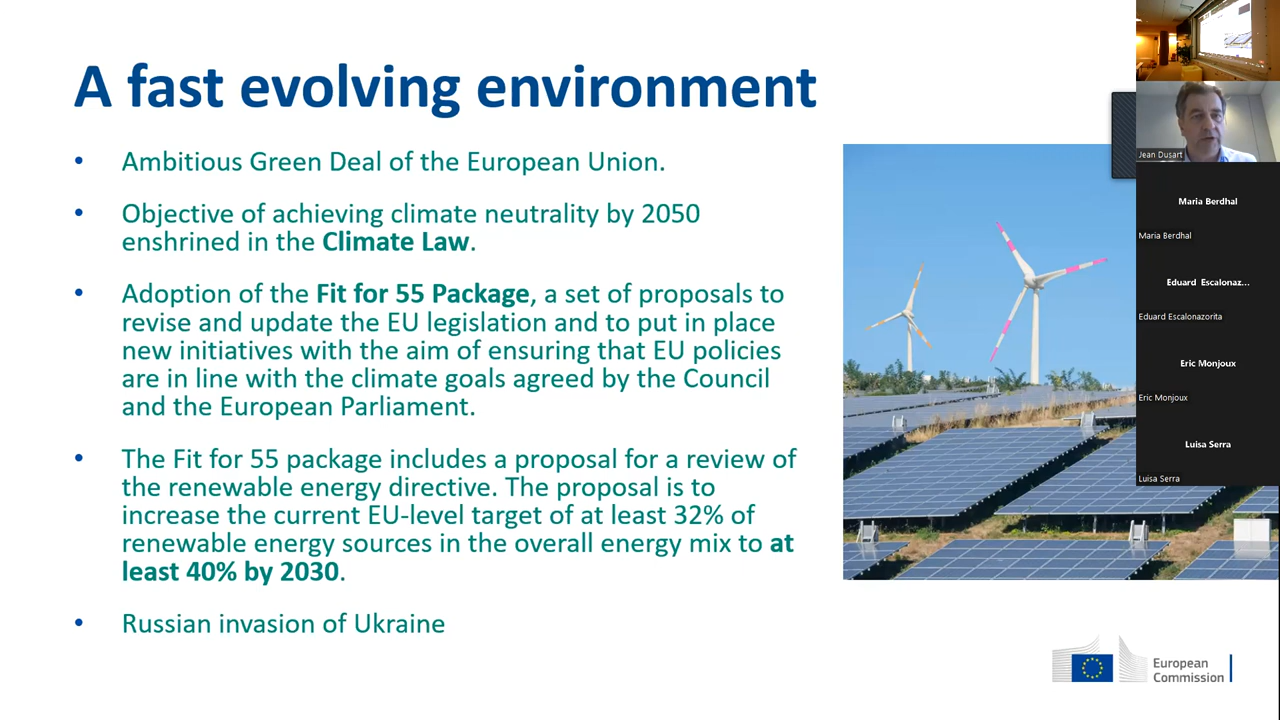 A fast evolving environment
• Ambitious Green Deal of the European Union.
• Objective of achieving climate neutrality by 2050
enshrined in the Climate Law.
• Adoption of the Fit for 55 Package, a set of proposals to
revise and update the EU legislation and to put in place
new initiatives with the aim of ensuring that EU policies
are in line with the climate goals agreed by the Council
and the European Parliament.
• The Fit for 55 package includes a proposal for a review of
the renewable energy directive. The proposal is to
increase the current EU-level target of at least 32% of
renewable energy sources in the overall energy mix to at
least 40% by 2030.
• Russian invasion of Ukraine
European
Commission
Jean Dusart
Maria Berdhal
Maria Berdhal
Eduard Escalonaz...
Eduard Escalonazorita
Eric Monjoux
Eric Monjoux
Luisa Serra
Luisa Serra